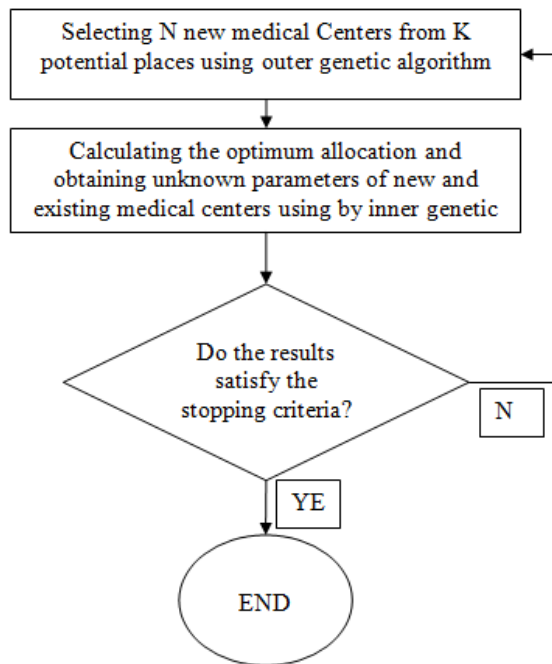 Selecting N new medical Centers from K
potential places using outer genetic algorithm
Calculating the optimum allocation and
obtaining unknown parameters of new and
existing medical centers using by inner genetic
Do the results
satisfy the
stopping criteria?
N
YE
END